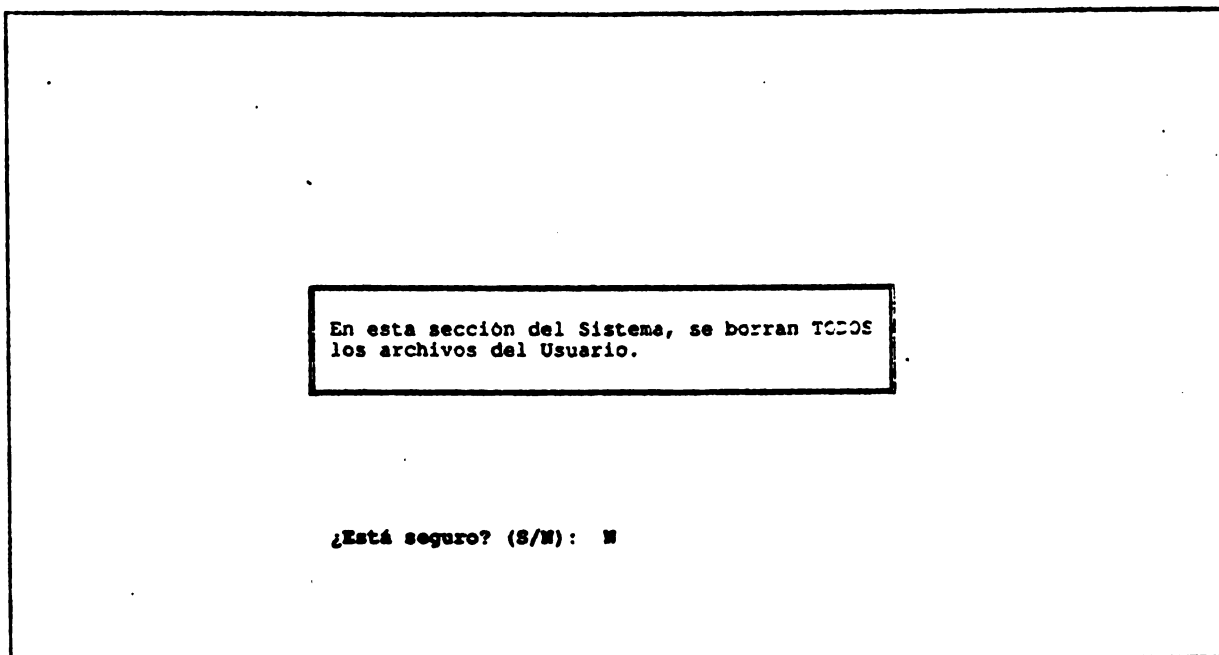 En esta sección del Sistema, se borran TODOS
los archivos del Usuario.
¿Está seguro? (S/N): N